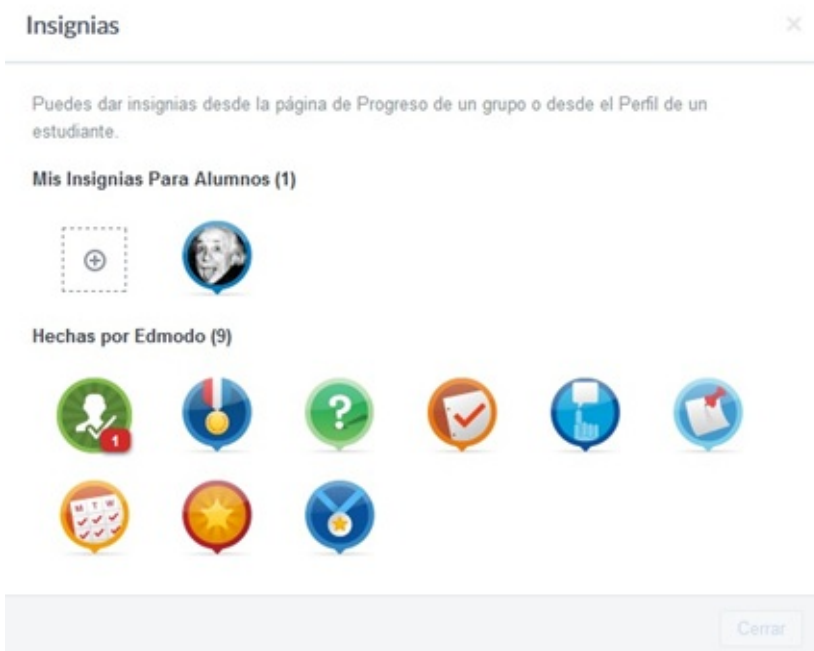 Insignias
×
Puedes dar insignias desde la página de Progreso de un grupo o desde el Perfil de un
estudiante.
Mis Insignias Para Alumnos (1)
Hechas por Edmodo (9)
1
?
M T W
Cerrar